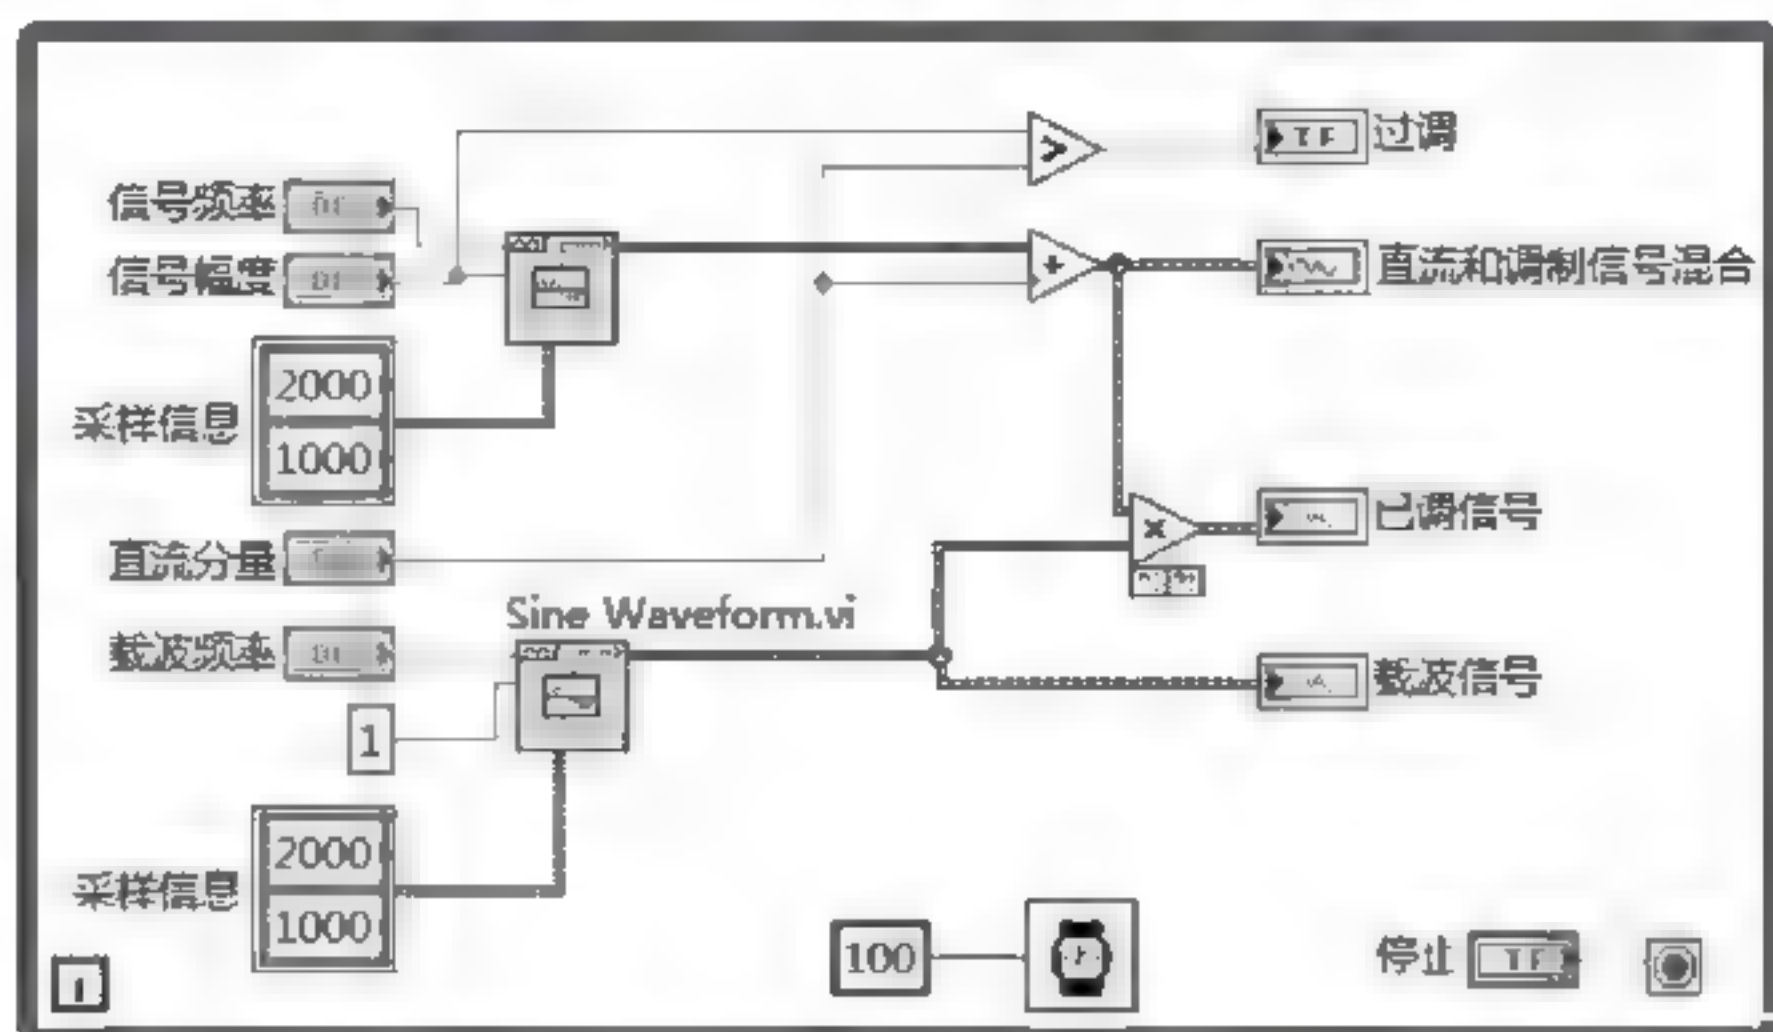 过调
信号频率
信号幅度
直流和调制信号混合
2000
采样信息
1000
已调信号
直流分量
Sine Waveform.vi
载波频率
载波信号
1
2000
采样信息
1000
100
停止
TF
TF
i